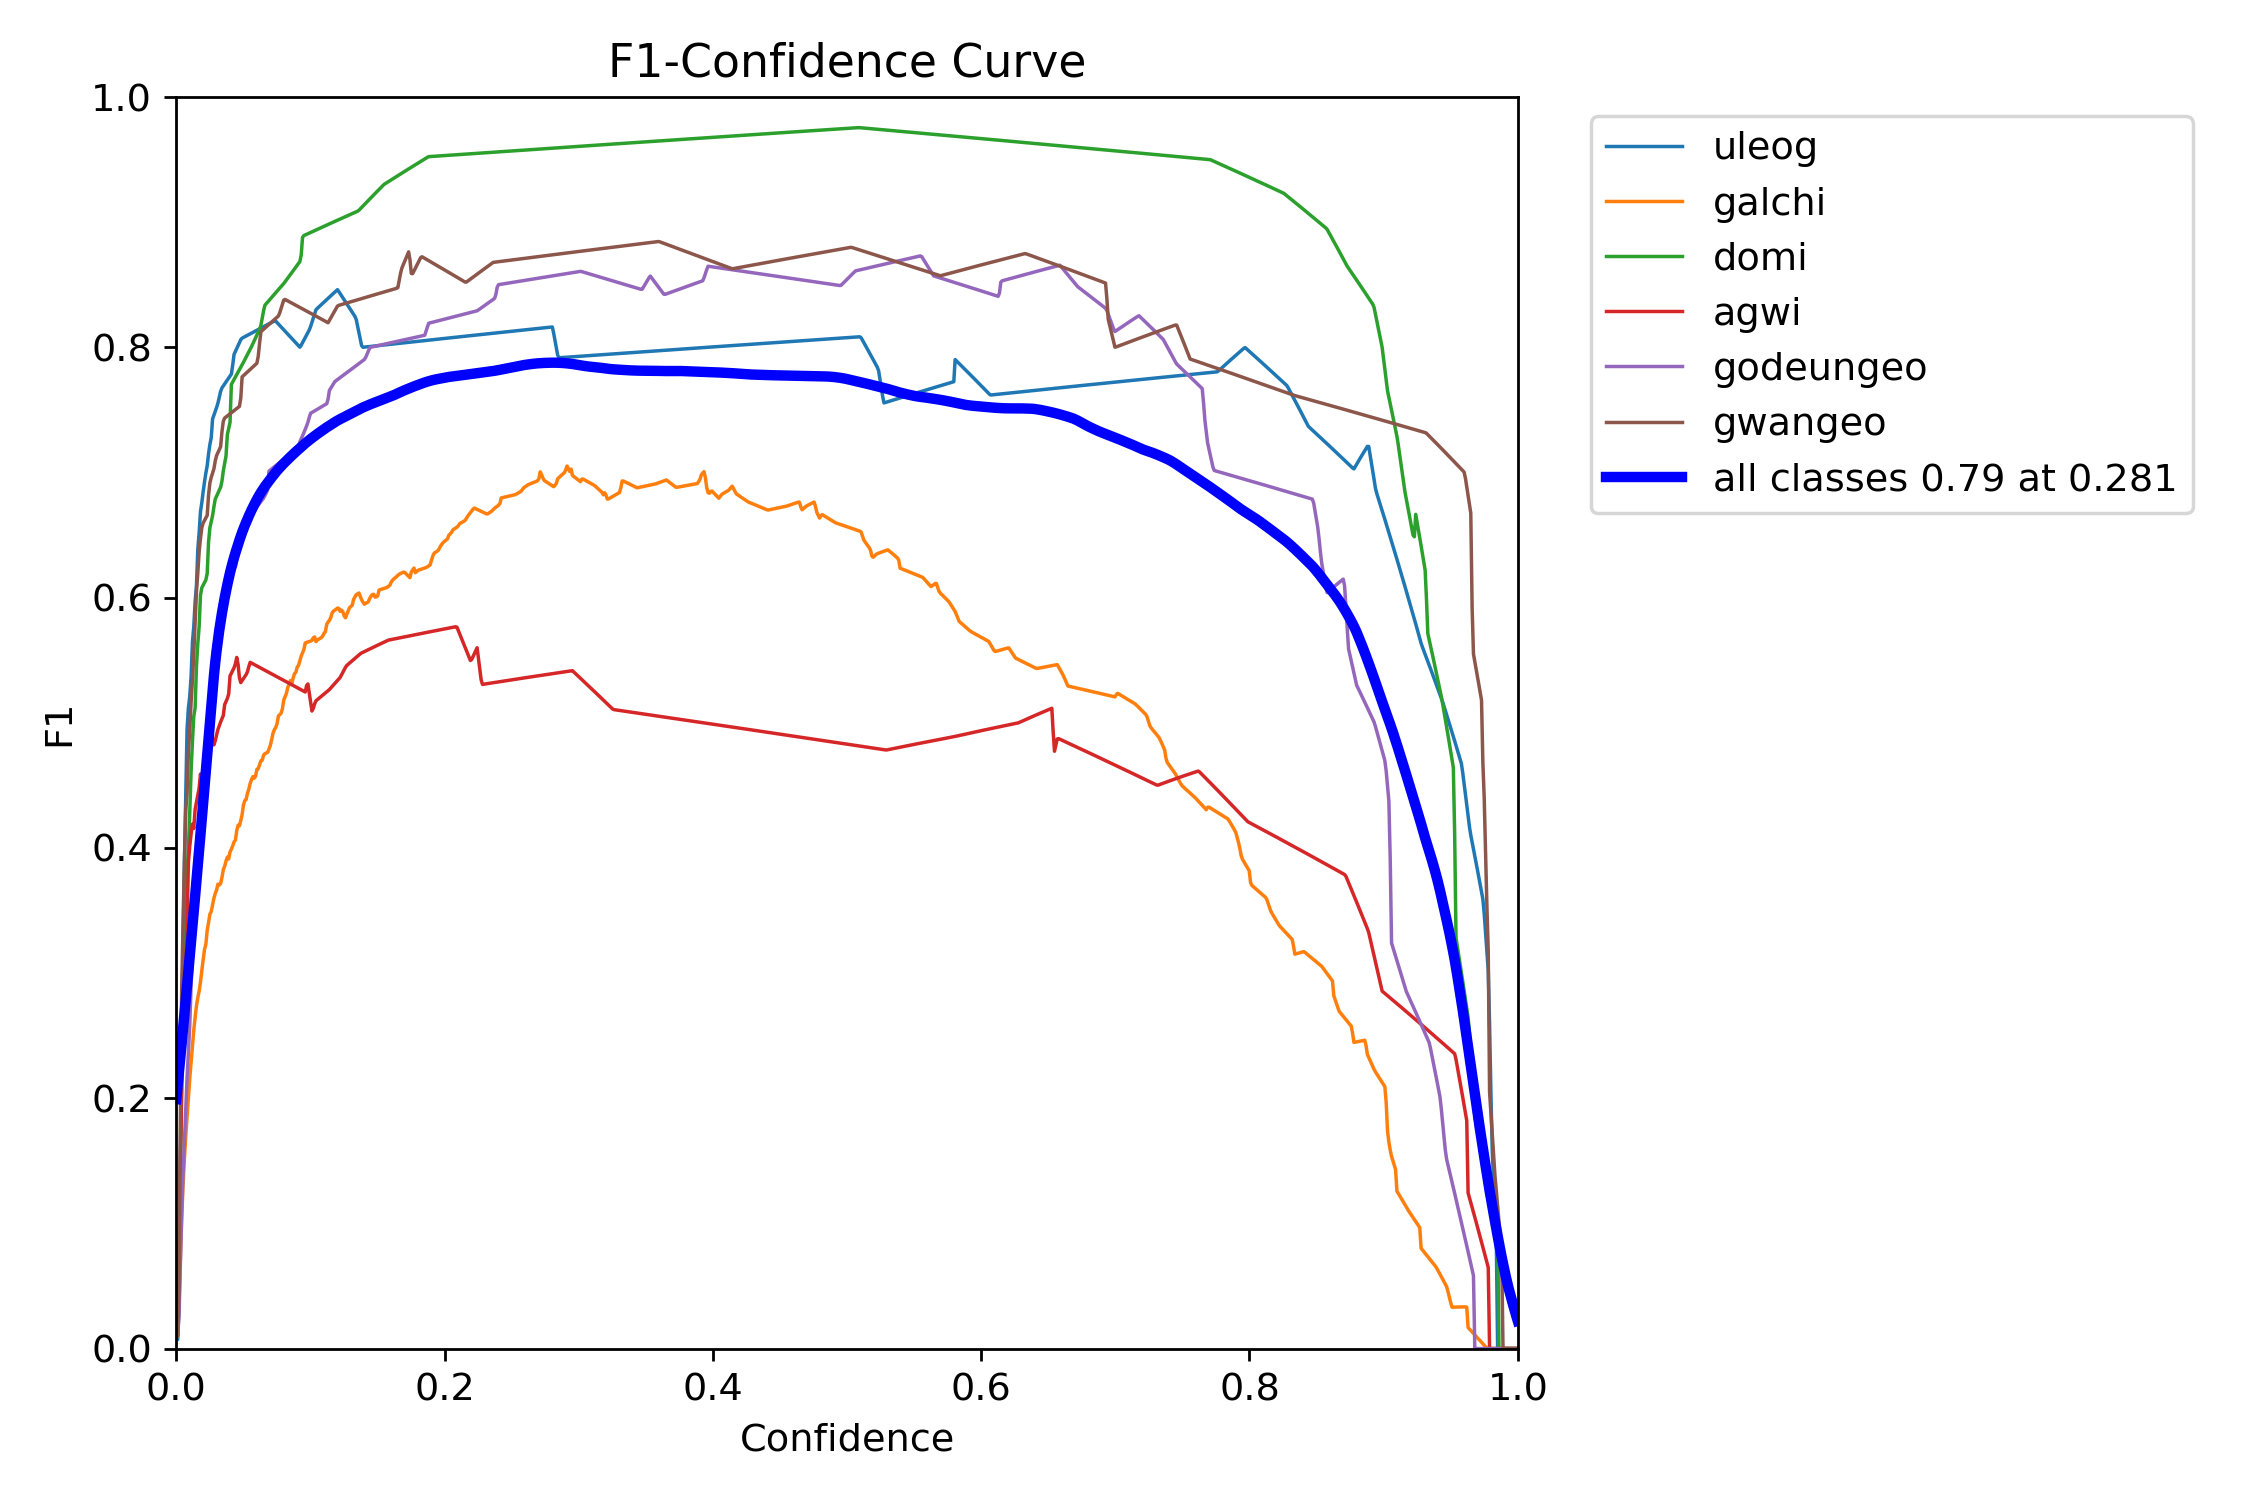 F1-Confidence Curve
1.0
0.8
0.6
0.4
0.2
0.0
F1
0.0 0.2 0.4 0.6 0.8 1.0
Confidence
uleog
galchi
domi
agwi
godeungeo
gwangeo
all classes 0.79 at 0.281